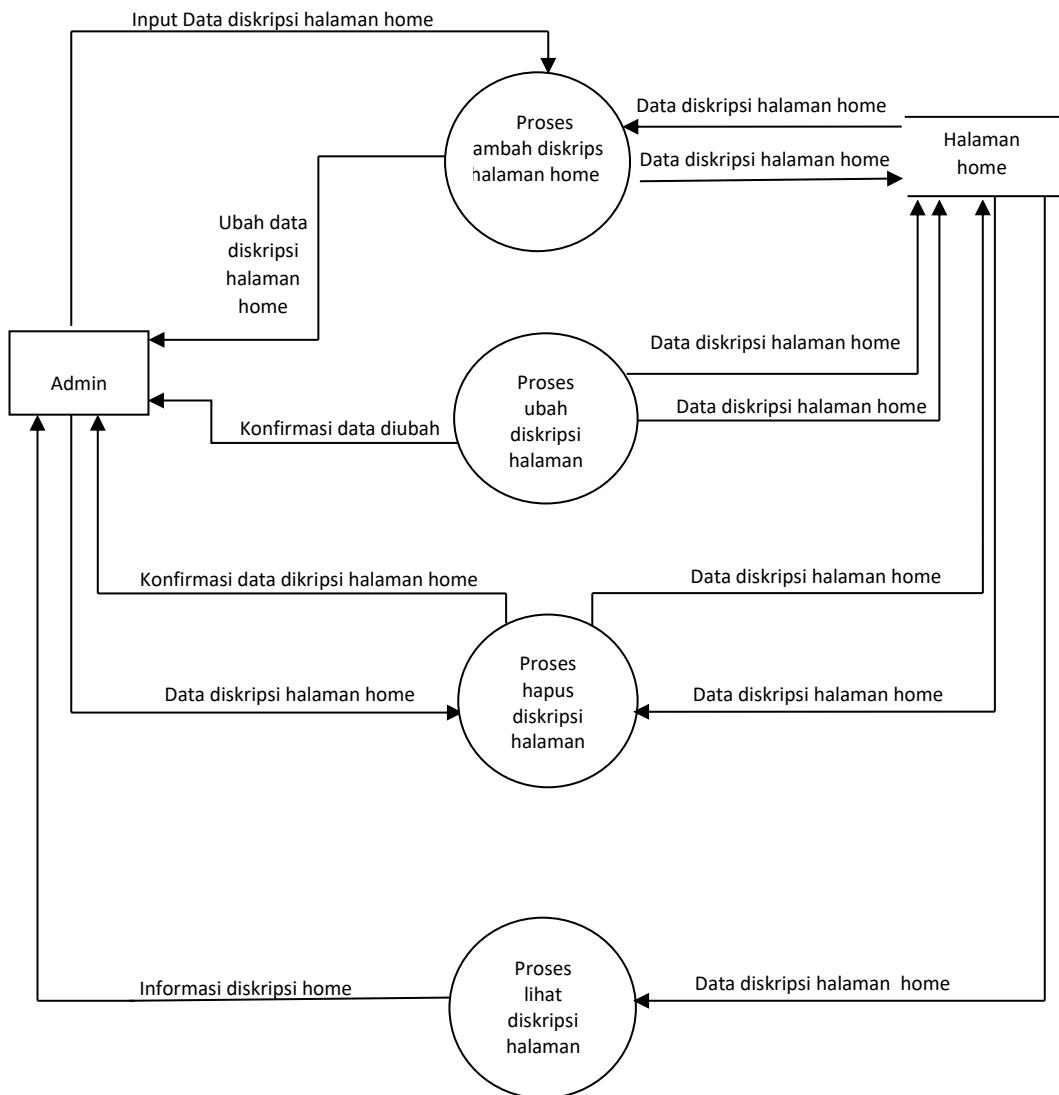 Input Data diskripsi halaman home
Proses
ambah diskrips
halaman home
Data diskripsi halaman home
Data diskripsi halaman home
Halaman
home
Ubah data
diskripsi
halaman
home
Admin
Proses
ubah
diskripsi
halaman
Data diskripsi halaman home
Data diskripsi halaman home
Konfirmasi data diubah
Konfirmasi data dikripsi halaman home
Data diskripsi halaman home
Proses
hapus
diskripsi
halaman
Data diskripsi halaman home
Data diskripsi halaman home
Proses
lihat
diskripsi
halaman
Informasi diskripsi home
Data diskripsi halaman  home